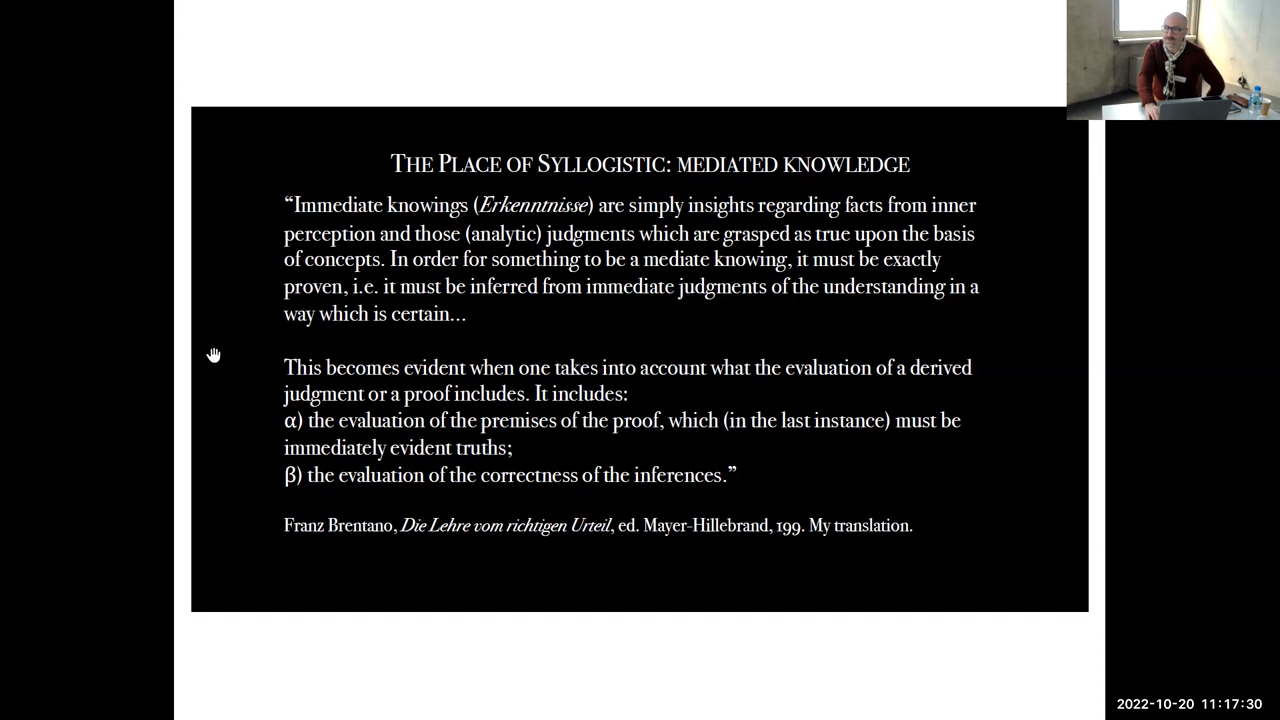 THE PLACE OF SYLLOGISTIC: MEDIATED KNOWLEDGE
“Immediate knowings (Erkenntnisse) are simply insights regarding facts from inner
perception and those (analytic) judgments which are grasped as true upon the basis
of concepts. In order for something to be a mediate knowing, it must be exactly
proven, i.e. it must be inferred from immediate judgments of the understanding in a
way which is certain…
This becomes evident when one takes into account what the evaluation of a derived
judgment or a proof includes. It includes:
α) the evaluation of the premises of the proof, which (in the last instance) must be
immediately evident truths;
β) the evaluation of the correctness of the inferences.”
Franz Brentano, Die Lehre vom richtigen Urteil, ed. Mayer-Hillebrand, 199. My translation.
2022-10-20 11:17:30